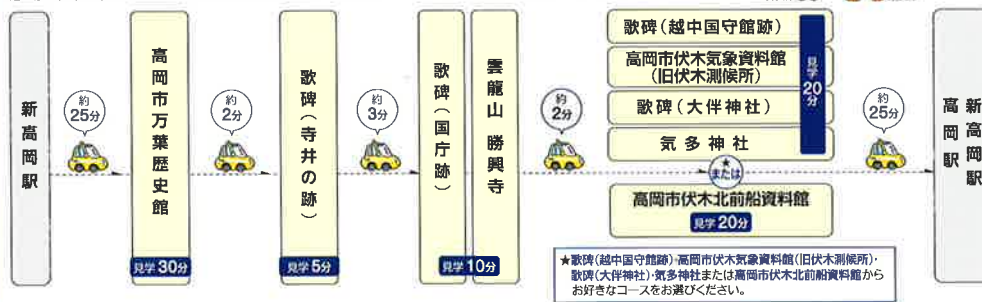 新高岡駅
約
25分
高岡市万葉歴史館
見学30分
約
2分
歌碑(寺井の跡)
見学5分
約
3分
歌碑(国庁跡)
雲龍山 勝興寺
見学10分
約
2分
歌碑(越中国守館跡)
高岡市伏木気象資料館
(旧伏木測候所)
歌碑(大伴神社)
気多神社
見学20分
★
または
高岡市伏木北前船資料館
見学20分
★歌碑(越中国守館跡)・高岡市伏木気象資料館(旧伏木測候所)・
歌碑(大伴神社)・気多神社または高岡市伏木北前船資料館から
お好きなコースをお選びください。
約
25分
新高岡駅
高岡駅